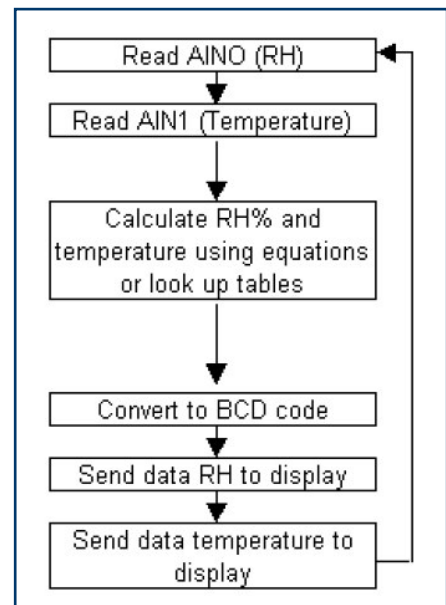 Read AINO (RH)
Read AIN1 (Temperature)
Calculate RH% and
temperature using equations
or look up tables
Convert to BCD code
Send data RH to display
Send data temperature to
display